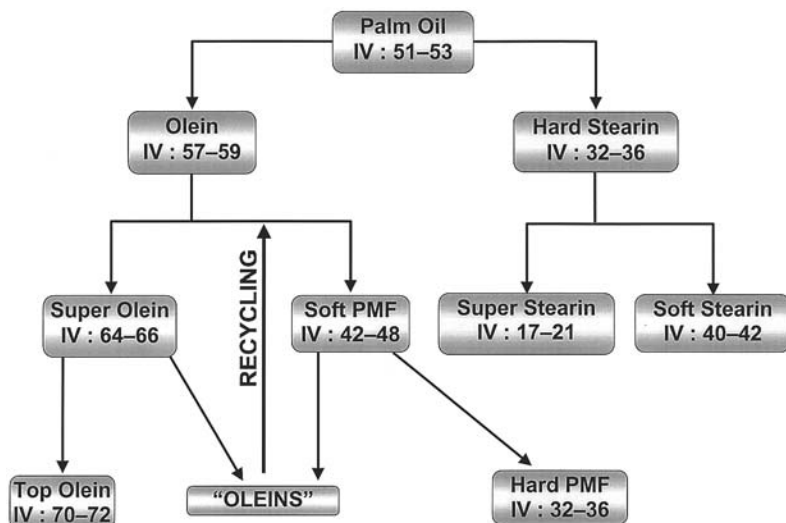 Palm Oil
IV : 51–53
Olein
IV : 57–59
Hard Stearin
IV : 32–36
RECYCLING
Super Olein
IV : 64–66
Soft PMF
IV : 42–48
Super Stearin
IV : 17–21
Soft Stearin
IV : 40–42
Top Olein
IV : 70–72
“OLEINS”
Hard PMF
IV : 32–36